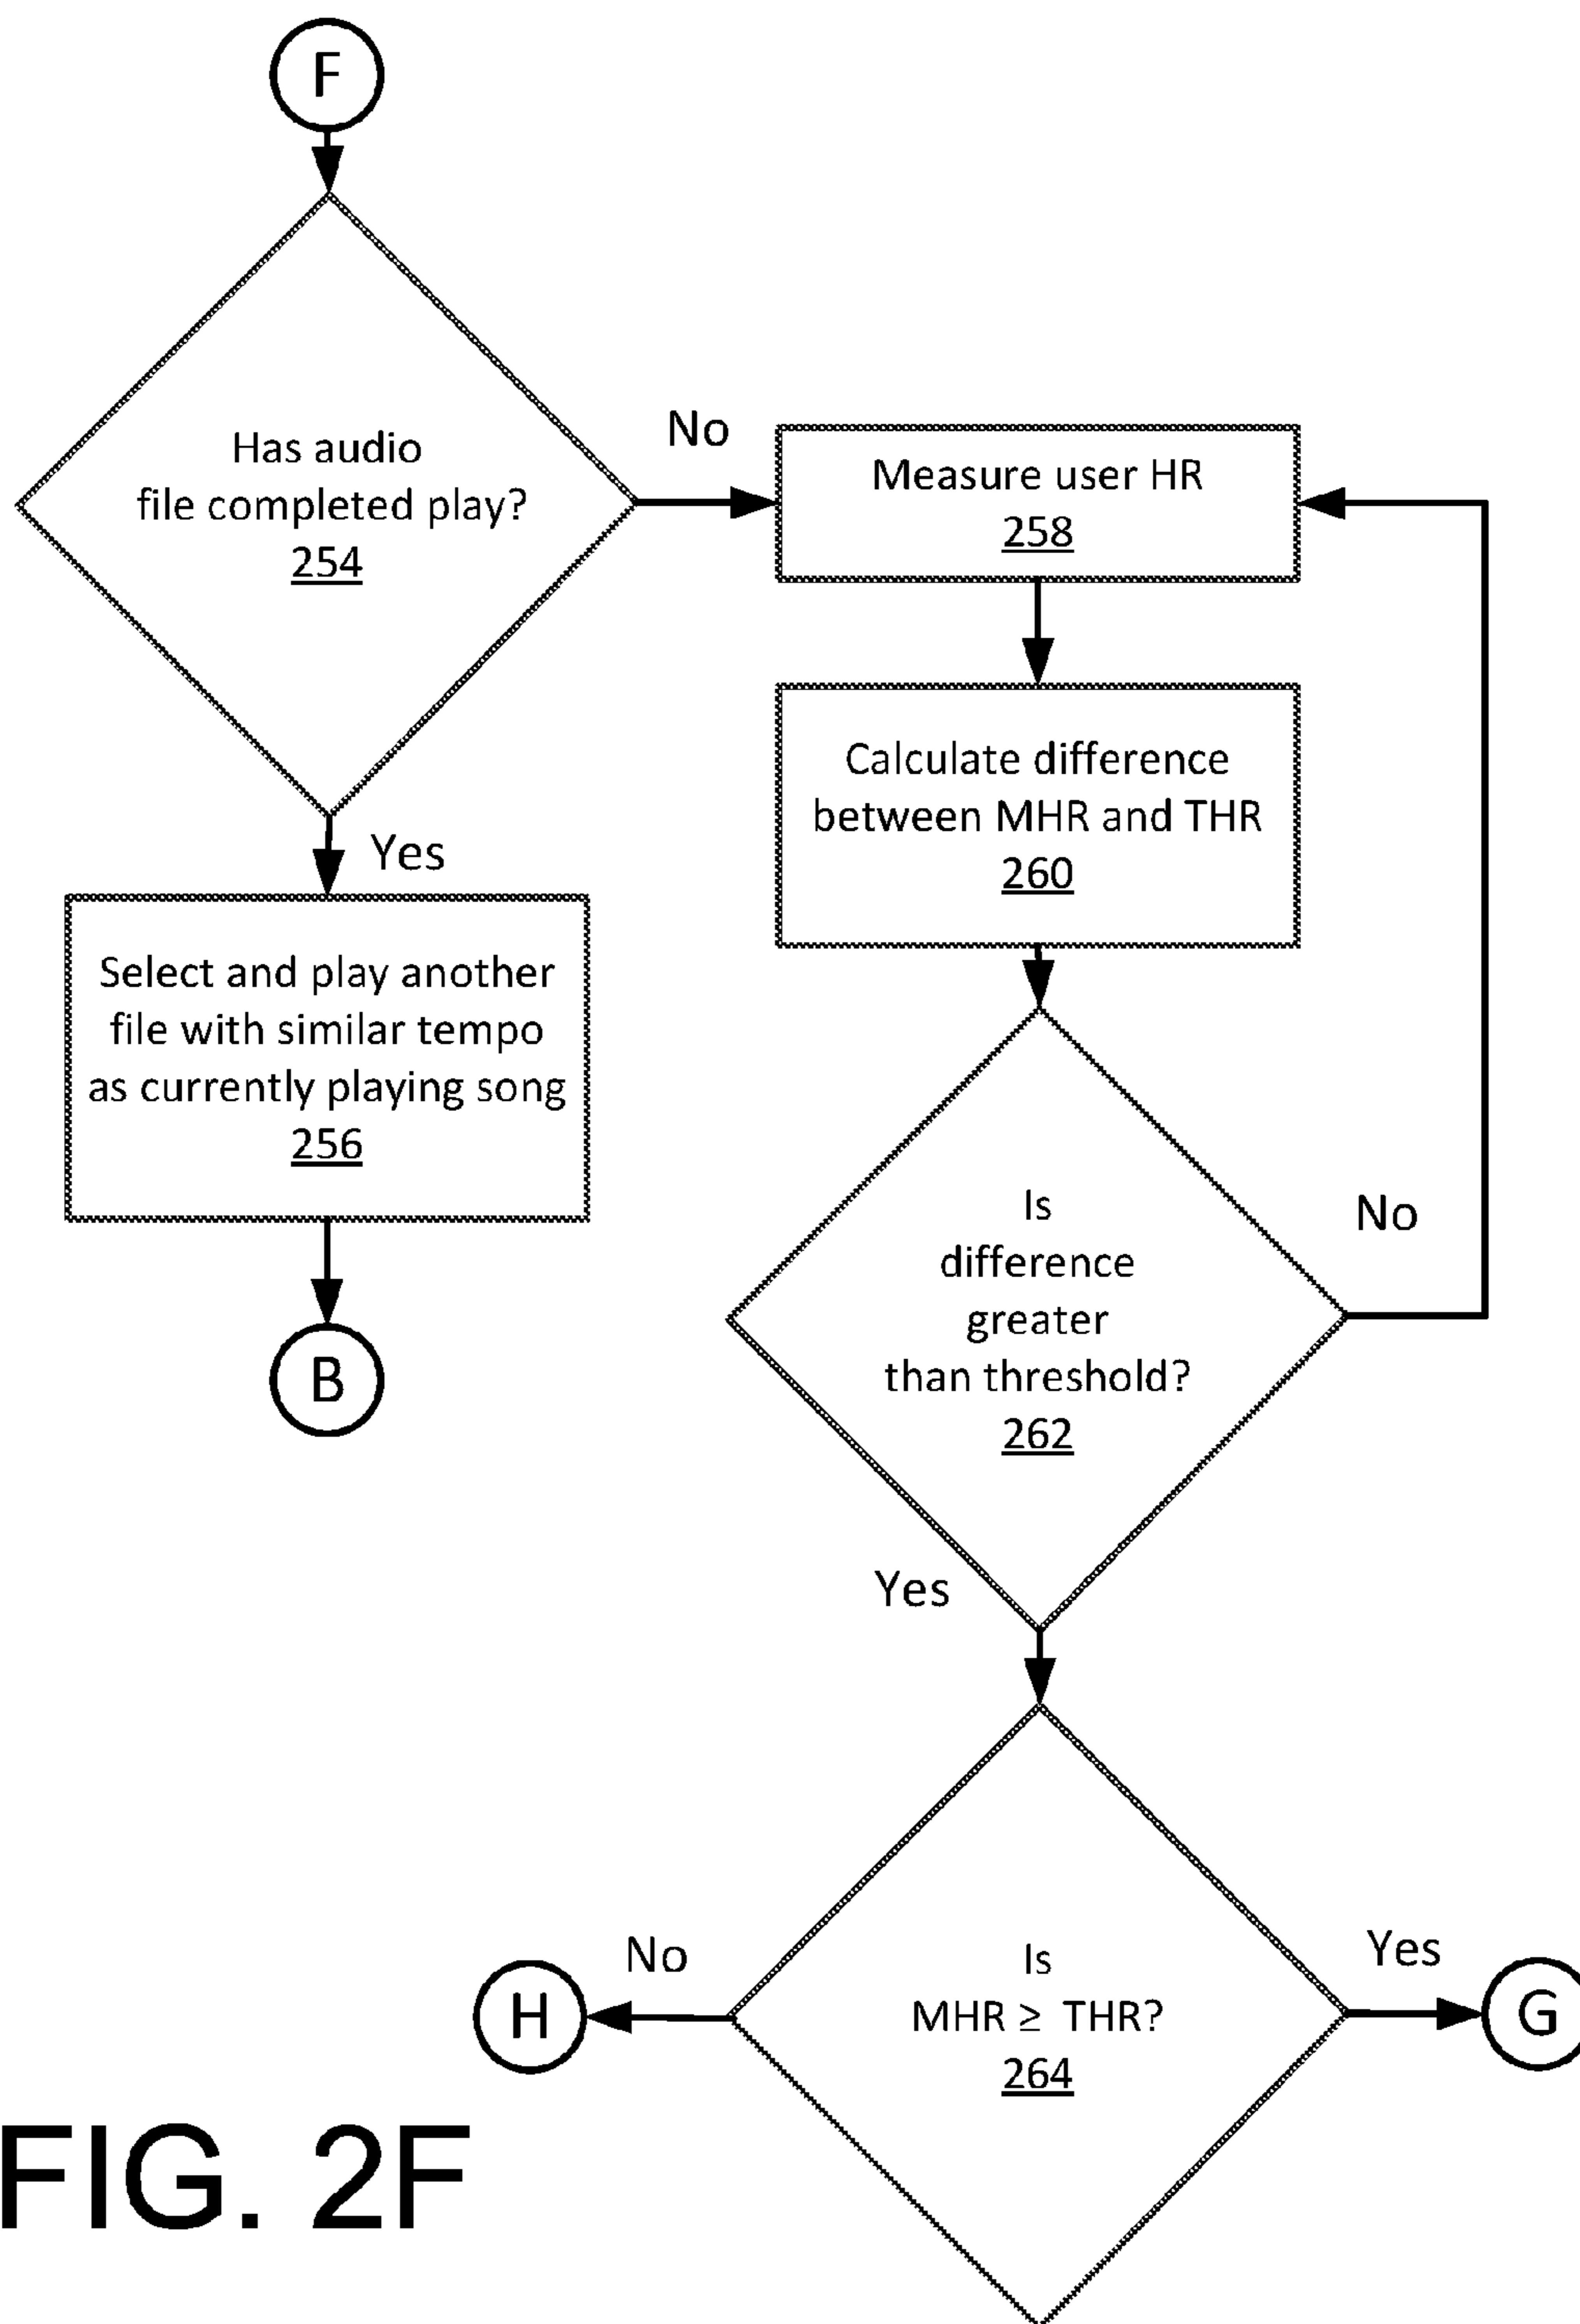 F
Has audio
file completed play?
254
No
Measure user HR
258
Calculate difference
between MHR and THR
260
Yes
Select and play another
file with similar tempo
as currently playing song
256
B
Is
difference
greater
than threshold?
262
No
Yes
Is
MHR ≥ THR?
264
No
H
Yes
G
FIG. 2F